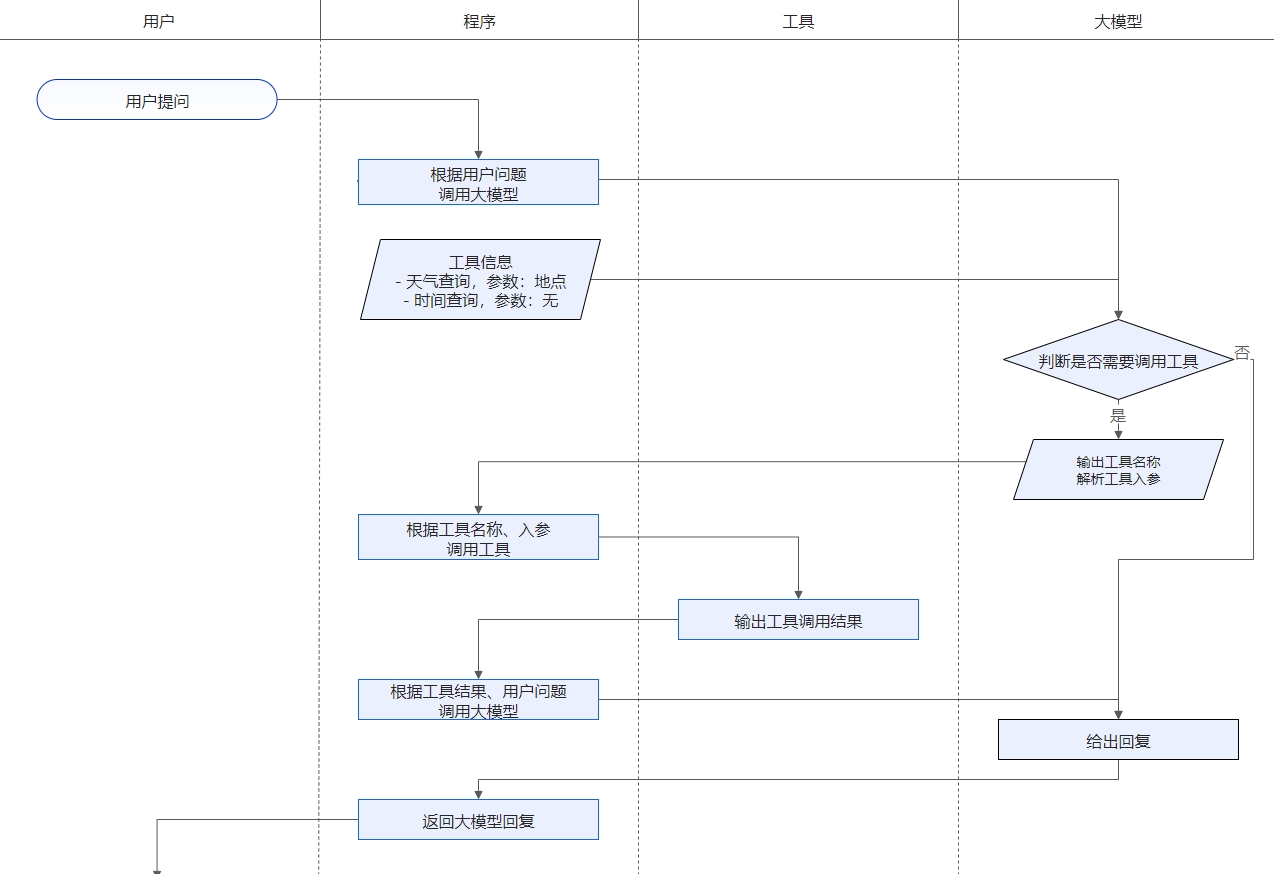 用户
程序
工具
大模型
用户提问
根据用户问题
调用大模型
工具信息
- 天气查询，参数：地点
- 时间查询，参数：无
判断是否需要调用工具
否
是
输出工具名称
解析工具入参
根据工具名称、入参
调用工具
输出工具调用结果
根据工具结果、用户问题
调用大模型
给出回复
返回大模型回复